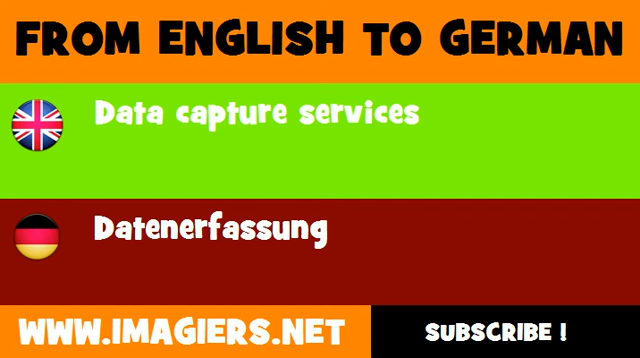 FROM ENGLISH TO GERMAN
Data capture services
Datenerfassung
WWW.IMAGIERS.NET
SUBSCRIBE !